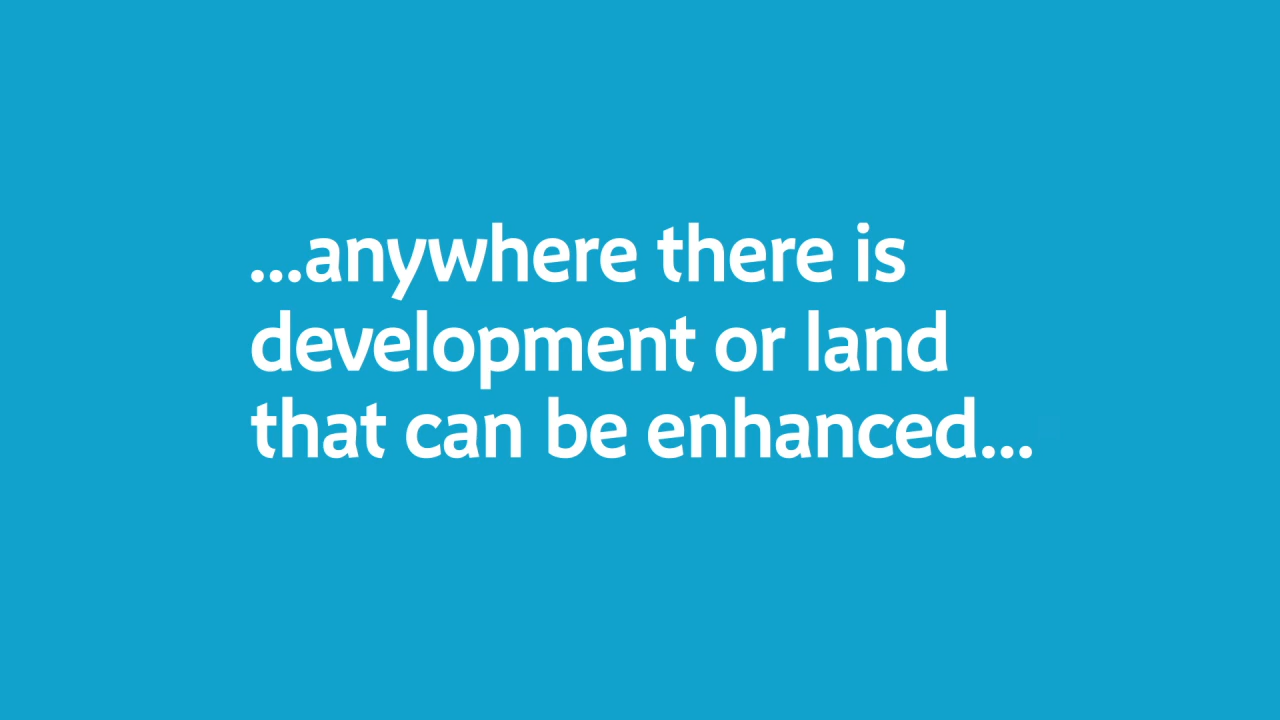 ...anywhere there is
development or land
that can be enhanced...